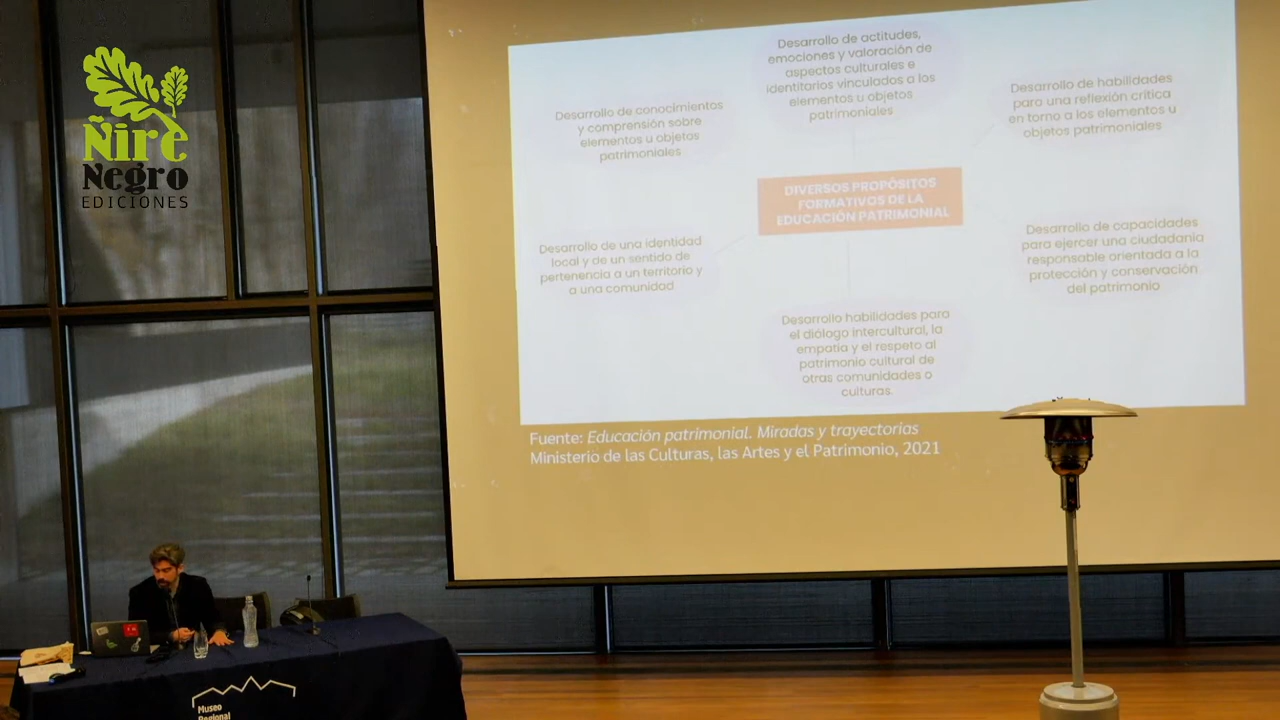 Ñire
Negro
EDICIONES
Desarrollo de actitudes,
emociones y valoración de
aspectos culturales e
identitarios vinculados a los
elementos u objetos
patrimoniales
Desarrollo de conocimientos
y comprensión sobre
elementos u objetos
patrimoniales
Desarrollo de habilidades
para una reflexión crítica
en torno a los elementos u
objetos patrimoniales
DIVERSOS PROPÓSITOS
FORMATIVOS DE LA
EDUCACIÓN PATRIMONIAL
Desarrollo de una identidad
local y de un sentido de
pertenencia a un territorio y
a una comunidad
Desarrollo de capacidades
para ejercer una ciudadanía
responsable orientada a la
protección y conservación
del patrimonio
Desarrollo habilidades para
el diálogo intercultural, la
empatía y el respeto al
patrimonio cultural de
otras comunidades o
culturas.
Fuente: Educación patrimonial. Miradas y trayectorias
Ministerio de las Culturas, las Artes y el Patrimonio, 2021
Museo
Regional